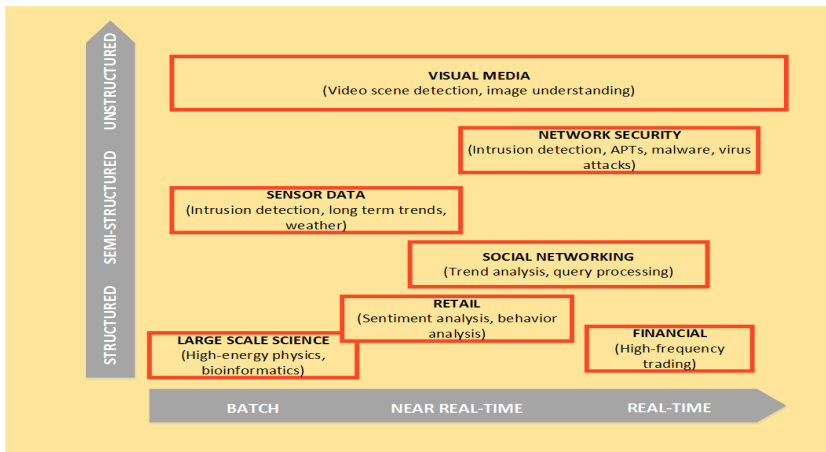 UNSTRUCTURED
SEMI-STRUCTURED
STRUCTURED
VISUAL MEDIA
(Video scene detection, image understanding)
NETWORK SECURITY
(Intrusion detection, APTs, malware, virus
attacks)
SENSOR DATA
(Intrusion detection, long term trends,
weather)
SOCIAL NETWORKING
(Trend analysis, query processing)
RETAIL
(Sentiment analysis, behavior
analysis)
LARGE SCALE SCIENCE
(High-energy physics,
bioinformatics)
FINANCIAL
(High-frequency
trading)
BATCH
NEAR REAL-TIME
REAL-TIME